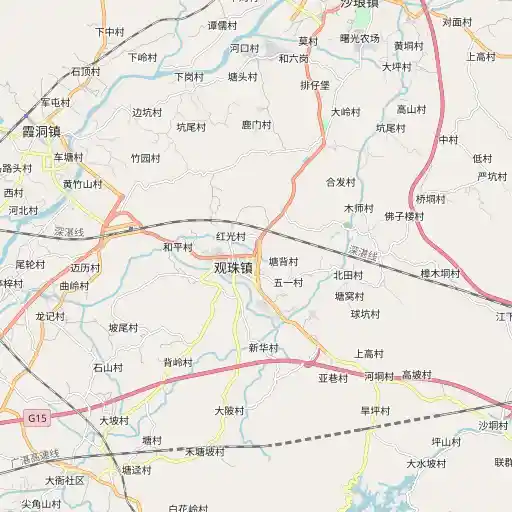 沙琅镇
对面村
谭儒村
下中村
莫村
曙光农场
黄垌村
河口村
下岭村
和六岗
上高村
石顶村
大坪村
下岗村
塘头村
排仔堡
军屯村
边坑村
大岭村
高山村
霞洞镇
坑尾村
鹿门村
坑尾村
中村
车塘村
竹园村
低村
路头村
严坑村
黄竹山村
合发村
西村
桥垌村
河北村
木师村
佛子楼村
深湛线
红光村
和平村
深湛线
尾轮村
迈历村
观珠镇
塘背村
北田村
樟木垌村
曲岭村
五一村
梓村
塘窝村
龙记村
球坑村
江下
坡尾村
新华村
上高村
石山村
背岭村
亚巷村
河垌村
高坡村
G15
大坡村
大陂村
旱坪村
沙垌村
塘村
坪山村
禾塘坡村
广湛高速线
塘迳村
大水坡村
联群
大衙社区
尖角山村
白花岭村